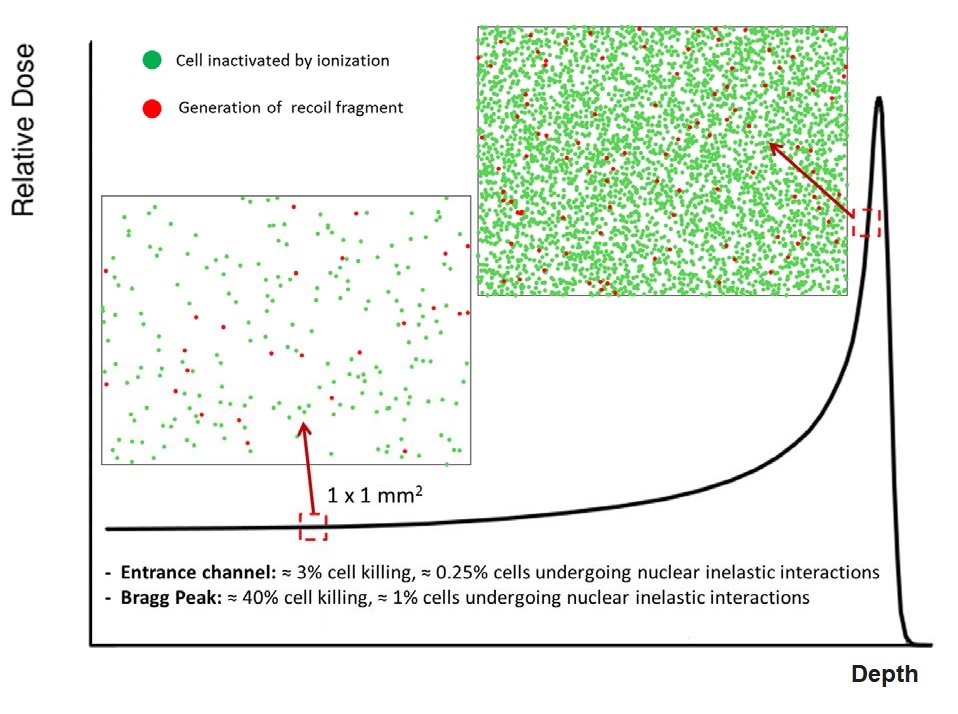 Relative Dose
Cell inactivated by ionization
Generation of recoil fragment
1 x 1 mm²
- Entrance channel: ≈ 3% cell killing, ≈ 0.25% cells undergoing nuclear inelastic interactions
- Bragg Peak: ≈ 40% cell killing, ≈ 1% cells undergoing nuclear inelastic interactions
Depth